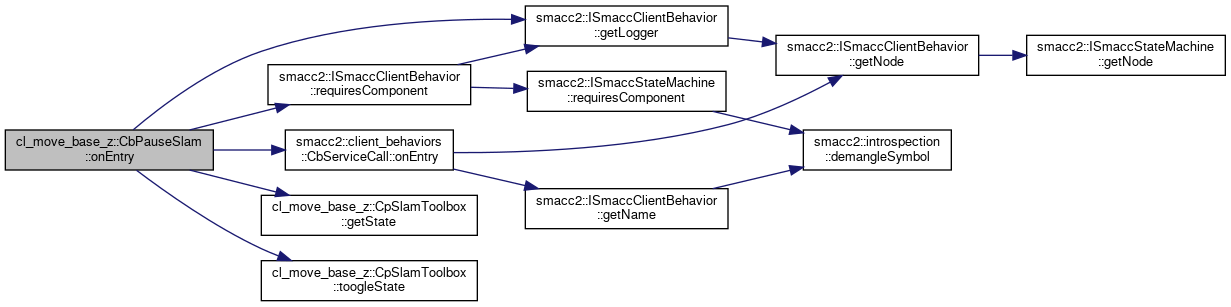 cl_move_base_z::CbPauseSlam
::onEntry
smacc2::ISmaccClientBehavior
::getLogger
smacc2::ISmaccClientBehavior
::getNode
smacc2::ISmaccStateMachine
::getNode
smacc2::ISmaccClientBehavior
::requiresComponent
smacc2::ISmaccStateMachine
::requiresComponent
smacc2::client_behaviors
::CbServiceCall::onEntry
smacc2::introspection
::demangleSymbol
smacc2::ISmaccClientBehavior
::getName
cl_move_base_z::CpSlamToolbox
::getState
cl_move_base_z::CpSlamToolbox
::toogleState